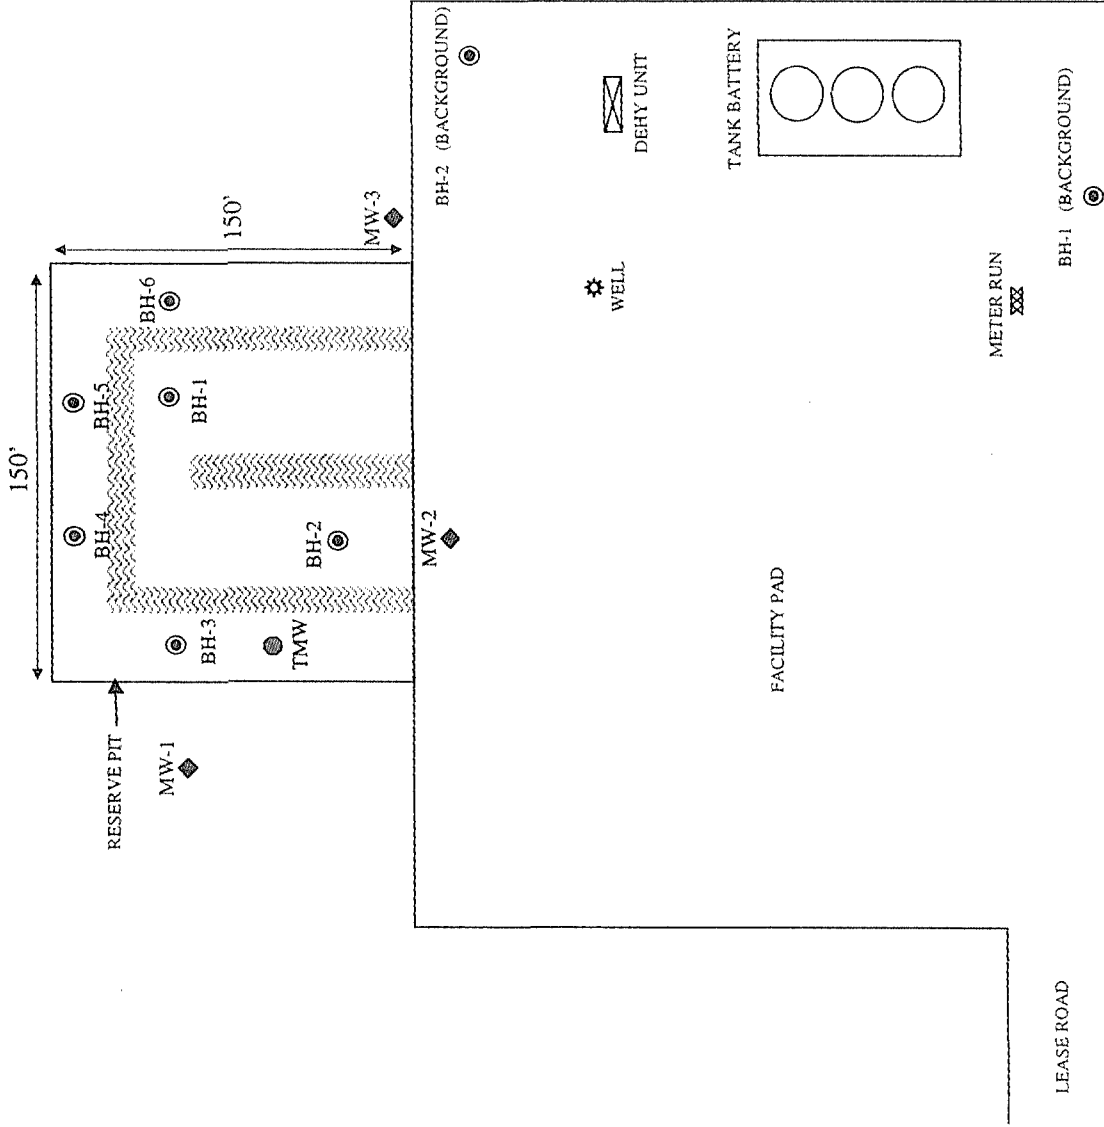 BH-2 (BACKGROUND)
DEHY UNIT
TANK BATTERY
BH-1 (BACKGROUND)
150’
MW-3
WELL
METER RUN
150’
BH-6
BH-5
BH-1
BH-4
BH-2
MW-2
BH-3
TMW
FACILITY PAD
RESERVE PIT
MW-1
LEASE ROAD